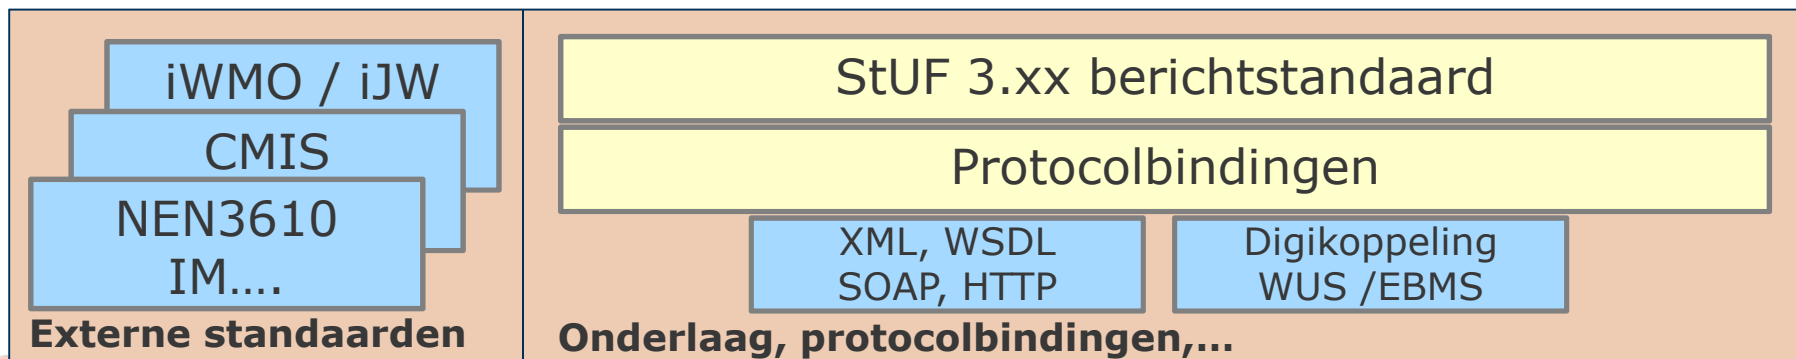 iWMO / iJW
CMIS
NEN3610
IM....
Externe standaarden
StUF 3.xx berichtstandaard
Protocolbindingen
XML, WSDL
SOAP, HTTP
Digikoppeling
WUS /EBMS
Onderlaag, protocolbindingen,...